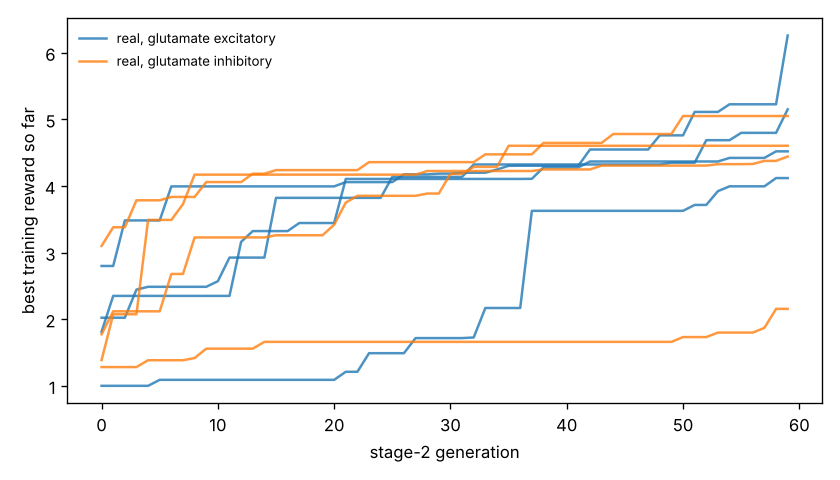 real, glutamate excitatory
real, glutamate inhibitory
best training reward so far
6
5
4
3
2
1
0 10 20 30 40 50 60
stage-2 generation